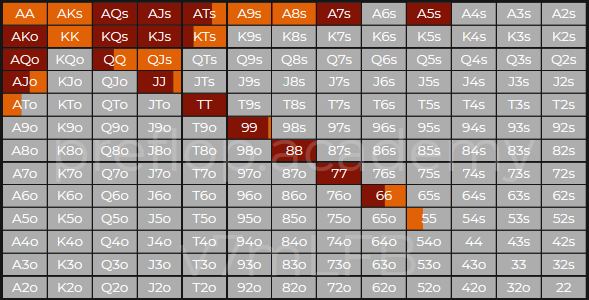 AA AKs AQs AJs ATs A9s A8s A7s A6s A5s A4s A3s A2s
AKo KK KQs KJs KTs K9s K8s K7s K6s K5s K4s K3s K2s
AQo KQo QQ QJs QTs Q9s Q8s Q7s Q6s Q5s Q4s Q3s Q2s
AJo KJo QJo JJ JTs J9s J8s J7s J6s J5s J4s J3s J2s
ATo KTo QTo JTo TT T9s T8s T7s T6s T5s T4s T3s T2s
A9o K9o Q9o J9o T9o 99 98s 97s 96s 95s 94s 93s 92s
A8o K8o Q8o J8o T8o 98o 88 87s 86s 85s 84s 83s 82s
preflop.academy
A7o K7o Q7o J7o T7o 97o 87o 77 76s 75s 74s 73s 72s
A6o K6o Q6o J6o T6o 96o 86o 76o 66 65s 64s 63s 62s
A5o K5o Q5o J5o T5o 95o 85o 75o 65o 55 54s 53s 52s
A4o K4o Q4o J4o T4o 94o 84o 74o 64o 54o 44 43s 42s
A3o K3o Q3o J3o T3o 93o 83o 73o 63o 53o 43o 33 32s
A2o K2o Q2o J2o T2o 92o 82o 72o 62o 52o 42o 32o 22